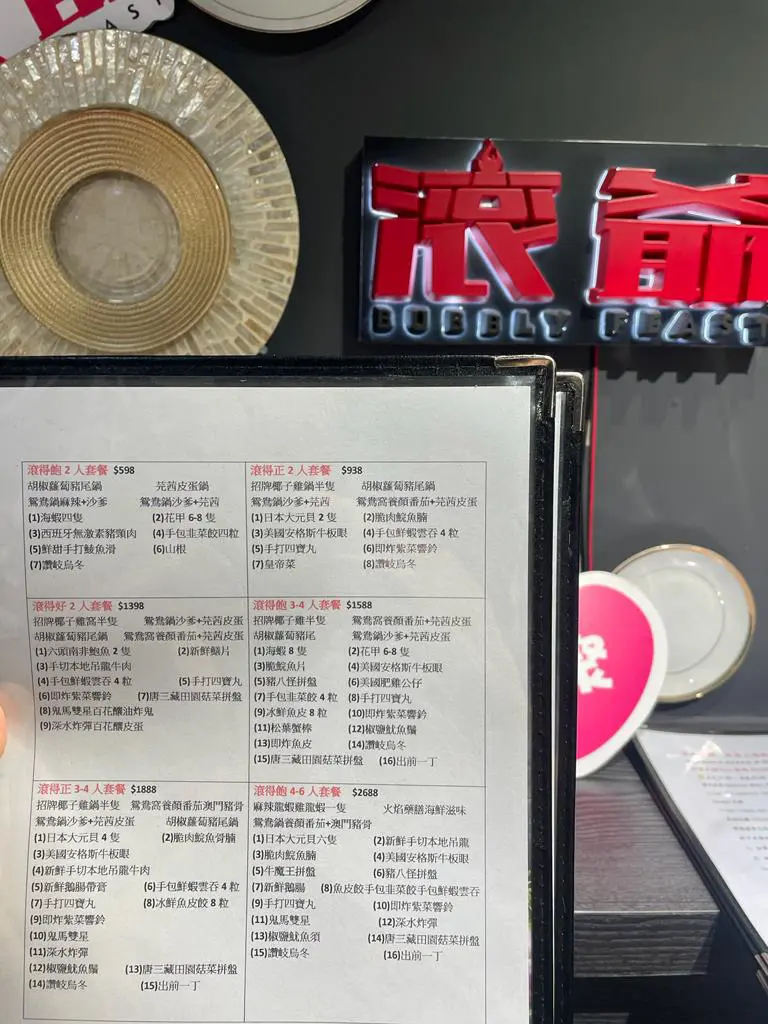 AST
滾爺
BUBBLY FEAST
滾得飽 2 人套餐 $598
胡椒蘿蔔豬尾鍋 芫茜皮蛋鍋
鴛鴦鍋麻辣+沙爹 鴛鴦鍋沙爹+芫茜
(1)海蝦四隻 (2)花甲 6-8 隻
(3)西班牙無激素豬頸肉 (4)手包韭菜餃四粒
(5)鮮甜手打鯪魚滑 (6)山根
(7)讚岐烏冬
滾得正 2 人套餐 $938
招牌椰子雞鍋半隻 胡椒蘿蔔豬尾鍋
鴛鴦鍋沙爹+芫茜 鴛鴦窩養顏番茄+芫茜皮蛋
(1)日本大元貝 2 隻 (2)脆肉鯇魚腩
(3)美國安格斯牛板眼 (4)手包鮮蝦雲吞 4 粒
(5)手打四寶丸 (6)即炸紫菜響鈴
(7)皇帝菜 (8)讚岐烏冬
滾得好 2 人套餐 $1398
招牌椰子雞窩半隻 鴛鴦鍋沙爹+芫茜皮蛋
胡椒蘿蔔豬尾鍋 鴛鴦窩養顏番茄+芫茜皮蛋
(1)六頭南非鮑魚 2 隻 (2)新鮮鱔片
(3)手切本地吊龍牛肉
(4)手包鮮蝦雲吞 4 粒 (5)手打四寶丸
(6)即炸紫菜響鈴 (7)唐三藏田園菇菜拼盤
(8)鬼馬雙星百花釀油炸鬼
(9)深水炸彈百花釀皮蛋
滾得飽 3-4 人套餐 $1588
招牌椰子雞半隻 鴛鴦窩養顏番茄+芫茜皮蛋
胡椒蘿蔔豬尾 鴛鴦鍋沙爹+芫茜皮蛋
(1)海蝦 8 隻 (2)花甲 6-8 隻
(3)脆鯇魚片 (4)美國安格斯牛板眼
(5)豬八怪拼盤 (6)美國肥雞公仔
(7)手包韭菜餃 4 粒 (8)手打四寶丸
(9)冰鮮魚皮 8 粒 (10)即炸紫菜響鈴
(11)松葉蟹棒 (12)椒鹽魷魚鬚
(13)即炸魚皮 (14)讚岐烏冬
(15)唐三藏田園菇菜拼盤 (16)出前一丁
滾得正 3-4 人套餐 $1888
招牌椰子雞鍋半隻 鴛鴦窩養顏番茄澳門豬骨
鴛鴦鍋沙爹+芫茜皮蛋 胡椒蘿蔔豬尾鍋
(1)日本大元貝 4 隻 (2)脆肉鯇魚骨腩
(3)美國安格斯牛板眼
(4)新鮮手切本地吊龍牛肉
(5)新鮮鵝腸帶膏 (6)手包鮮蝦雲吞 4 粒
(7)手打四寶丸 (8)冰鮮魚皮餃 8 粒
(9)即炸紫菜響鈴
(10)鬼馬雙星
(11)深水炸彈
(12)椒鹽魷魚鬚 (13)唐三藏田園菇菜拼盤
(14)讚岐烏冬 (15)出前一丁
滾得飽 4-6 人套餐 $2688
麻辣龍蝦雞龍蝦一隻 火焰藥膳海鮮滋味
鴛鴦窩養顏番茄+澳門豬骨
(1)日本大元貝六隻 (2)新鮮手切本地吊龍
(3)脆肉鯇魚腩 (4)美國安格斯牛板眼
(5)牛魔王拼盤 (6)豬八怪拼盤
(7)新鮮鵝腸 (8)魚皮餃手包韭菜餃手包鮮蝦雲吞
(9)手打四寶丸 (10)即炸紫菜響鈴
(11)鬼馬雙星 (12)深水炸彈
(13)椒鹽魷魚須 (14)唐三藏田園菇菜拼盤
(15)讚岐烏冬 (16)出前一丁